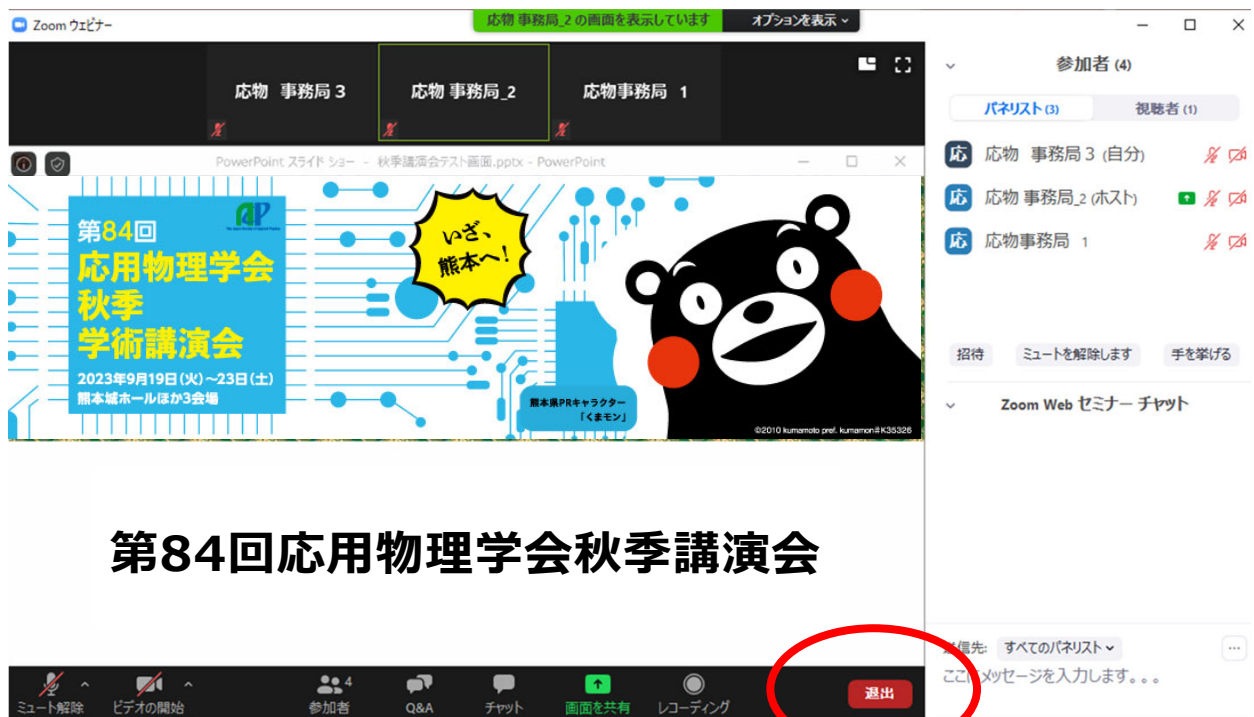 Zoom ウェビナー
応物 事務局_2 の画面を表示しています
オプションを表示
応物 事務局 3
応物 事務局_2
応物事務局 1
PowerPoint スライド ショー - 秋季講演会テスト画面.pptx - PowerPoint
第84回
応用物理学会
秋季
学術講演会
2023年9月19日(火)~23日(土)
熊本城ホールほか3会場
いざ、
熊本へ!
熊本県PRキャラクター
「くまモン」
©2010 kumamoto pref. kumamon#K35326
第84回応用物理学会秋季講演会
ミュート解除
ビデオの開始
4
参加者
Q&A
チャット
画面を共有
レコーディング
退出
参加者 (4)
パネリスト (3)
視聴者 (1)
応 応物 事務局 3 (自分)
応 応物 事務局_2 (ホスト)
応 応物事務局 1
招待
ミュートを解除します
手を挙げる
Zoom Web セミナー チャット
信先: すべてのパネリスト
ここにメッセージを入力します。。。